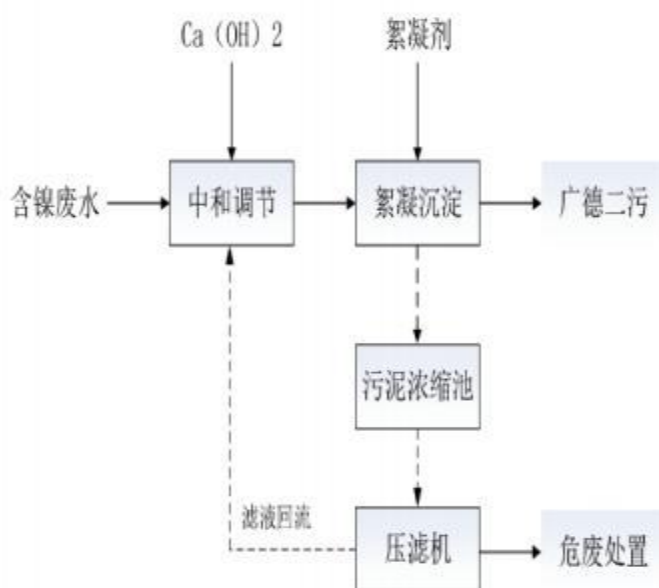 Ca（OH）2
絮凝剂
含镍废水
中和调节
絮凝沉淀
广德二污
污泥浓缩池
滤液回流
压滤机
危废处置